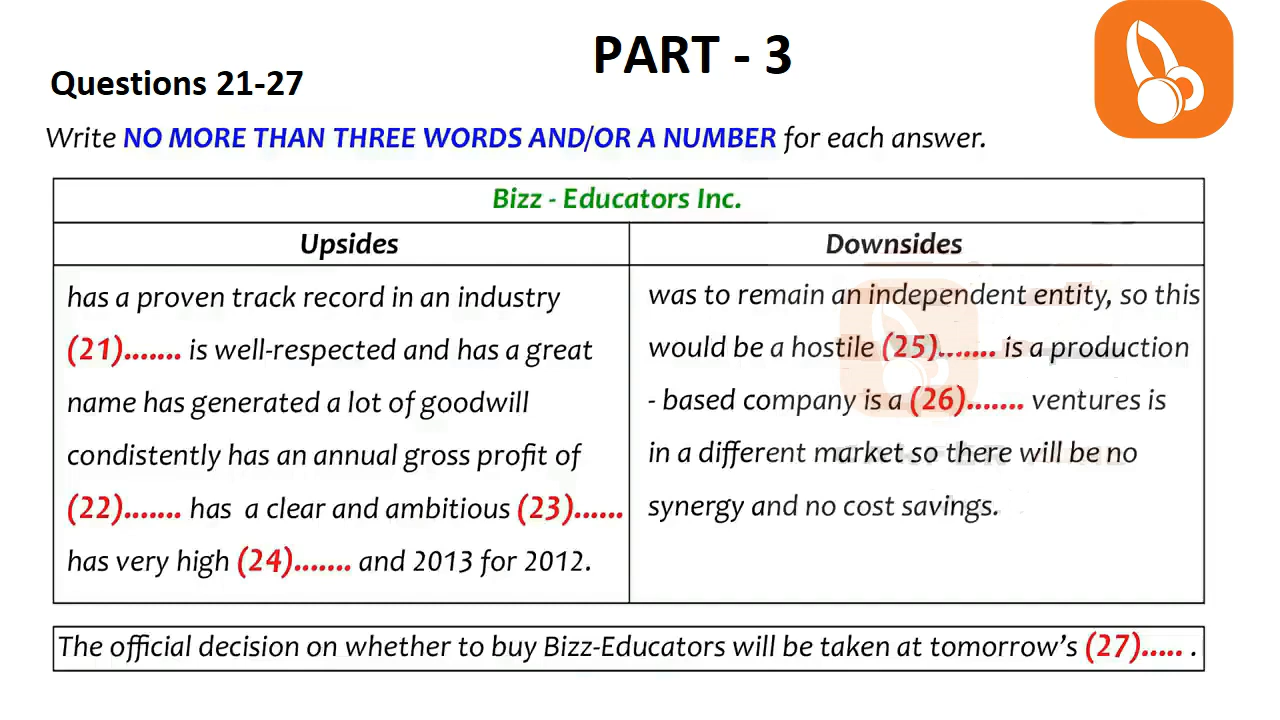 PART - 3
Questions 21-27
Write NO MORE THAN THREE WORDS AND/OR A NUMBER for each answer.
Bizz - Educators Inc.
Upsides
has a proven track record in an industry
(21)....... is well-respected and has a great
name has generated a lot of goodwill
condistently has an annual gross profit of
(22)....... has a clear and ambitious (23)......
has very high (24)....... and 2013 for 2012.
Downsides
was to remain an independent entity, so this
would be a hostile (25)....... is a production
- based company is a (26)....... ventures is
in a different market so there will be no
synergy and no cost savings.
The official decision on whether to buy Bizz-Educators will be taken at tomorrow's (27)..... .